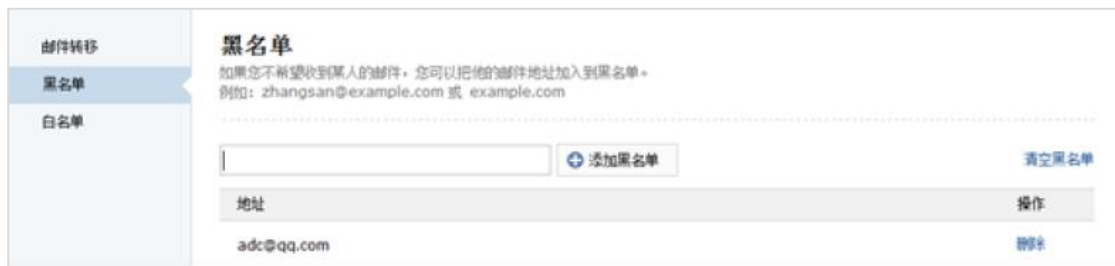 邮件转移
黑名单
白名单
黑名单
如果您不希望收到某人的邮件，您可以把他的邮件地址加入到黑名单。
例如：zhangsan@example.com 或 example.com
添加黑名单
清空黑名单
地址 操作
adc@qq.com 删除